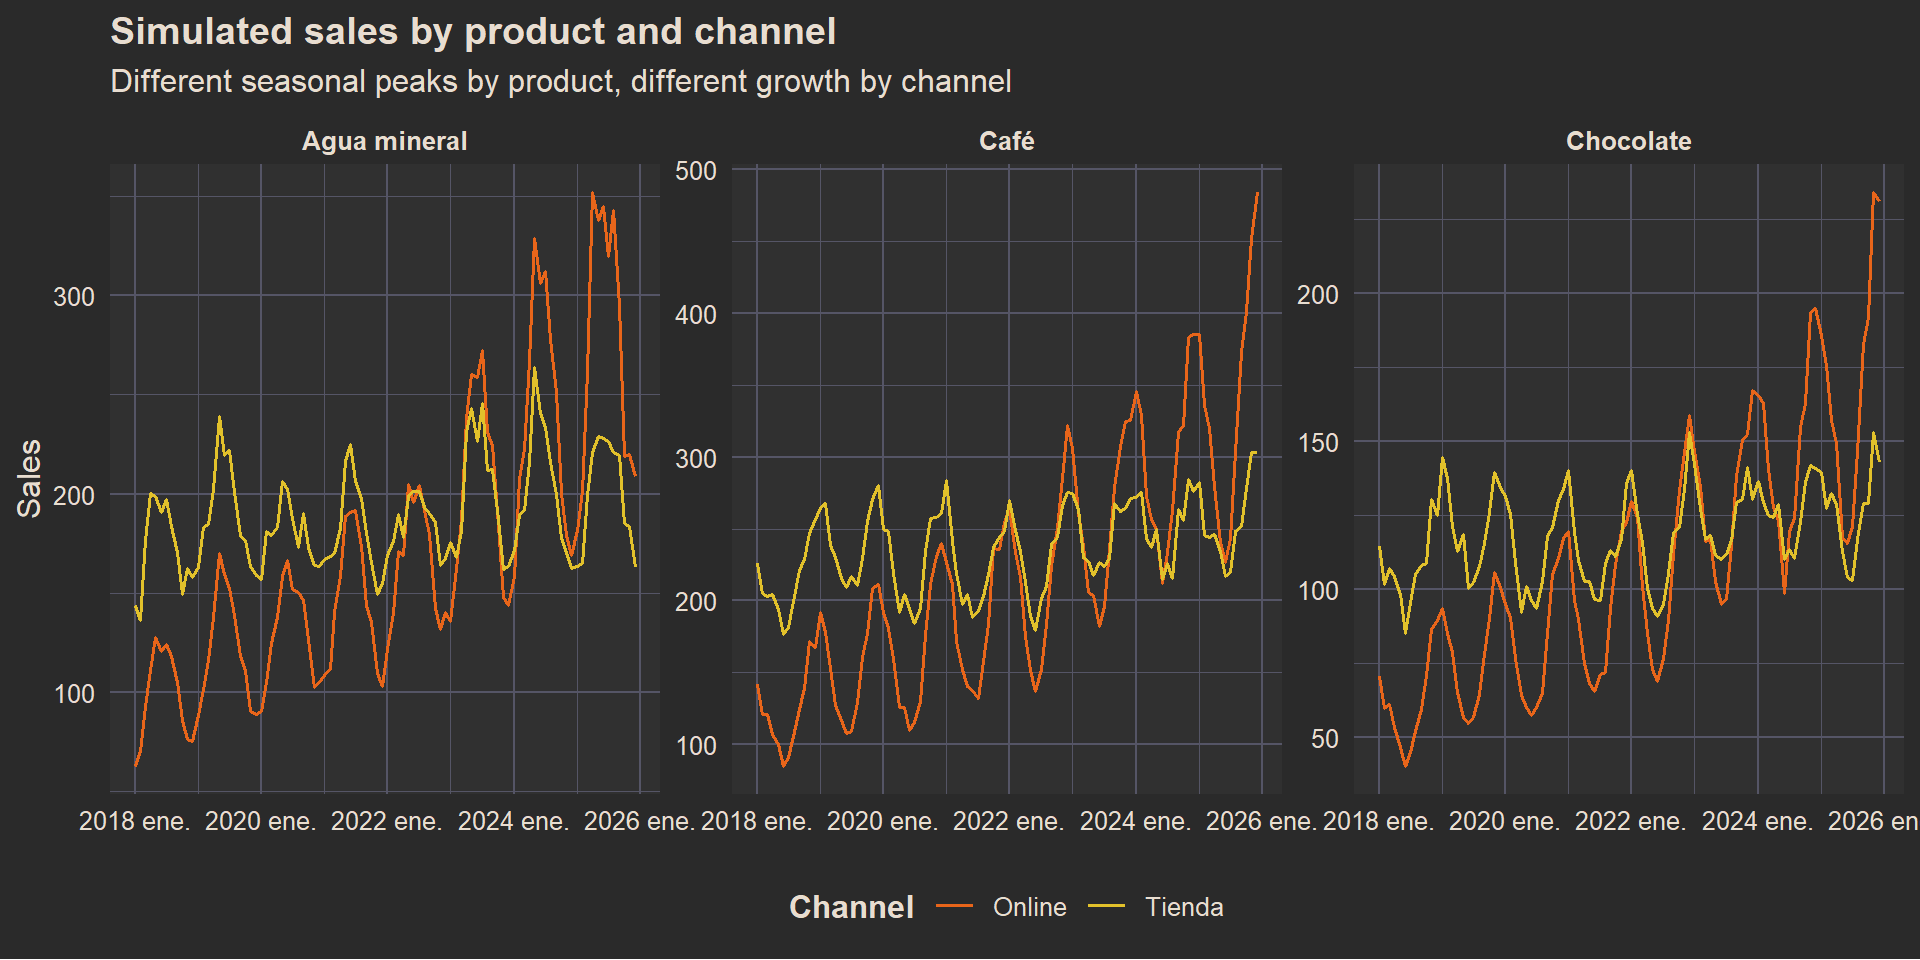 Simulated sales by product and channel
Different seasonal peaks by product, different growth by channel
Agua mineral
Café
Chocolate
Sales
300
200
100
500
400
300
200
100
200
150
100
50
2018 ene. 2020 ene. 2022 ene. 2024 ene. 2026 ene.
2018 ene. 2020 ene. 2022 ene. 2024 ene. 2026 ene.
2018 ene. 2020 ene. 2022 ene. 2024 ene. 2026 en
Channel Online Tienda